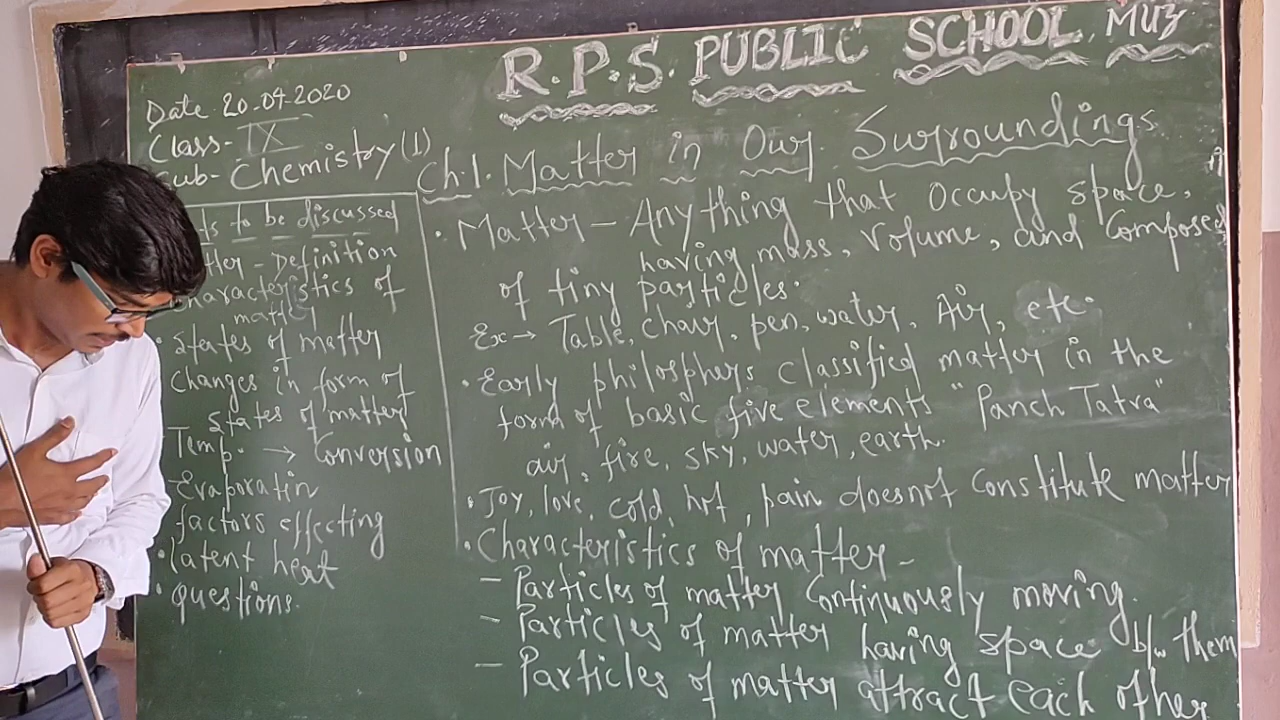 R.P.S. PUBLIC SCHOOL, MUZ
Date 20-04-2020
Class- IX
Sub- Chemistry (1)
Ch.1. Matter in Our Surroundings
to be discussed
- Definition
characteristics of
matter
• States of matter
Changes in form of
states of matter
Temp. → Conversion
Evaporatin
factors effecting
• latent heat
• questions.
• Matter – Any thing that occupy space,
having mass, volume, and composed
of tiny particles.
Ex → Table, chair, pen, water, Air, etc.
• Early philosphers classified matter in the
form of basic five elements "Panch Tatva"
air, fire, sky, water, earth.
• Joy, love, cold, hot, pain doesnot constitute matter
• Characteristics of matter –
– Particles of matter continuously moving.
– Particles of matter having space b/w them
– Particles of matter attract each other